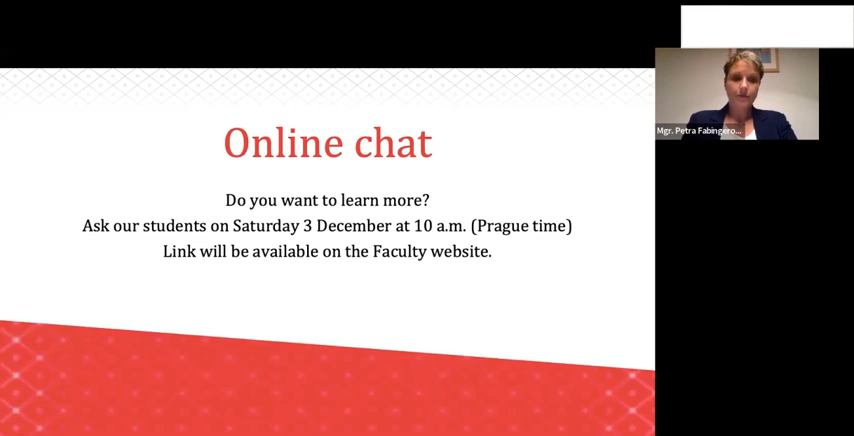 Online chat
Do you want to learn more?
Ask our students on Saturday 3 December at 10 a.m. (Prague time)
Link will be available on the Faculty website.
Mgr. Petra Fabingero...